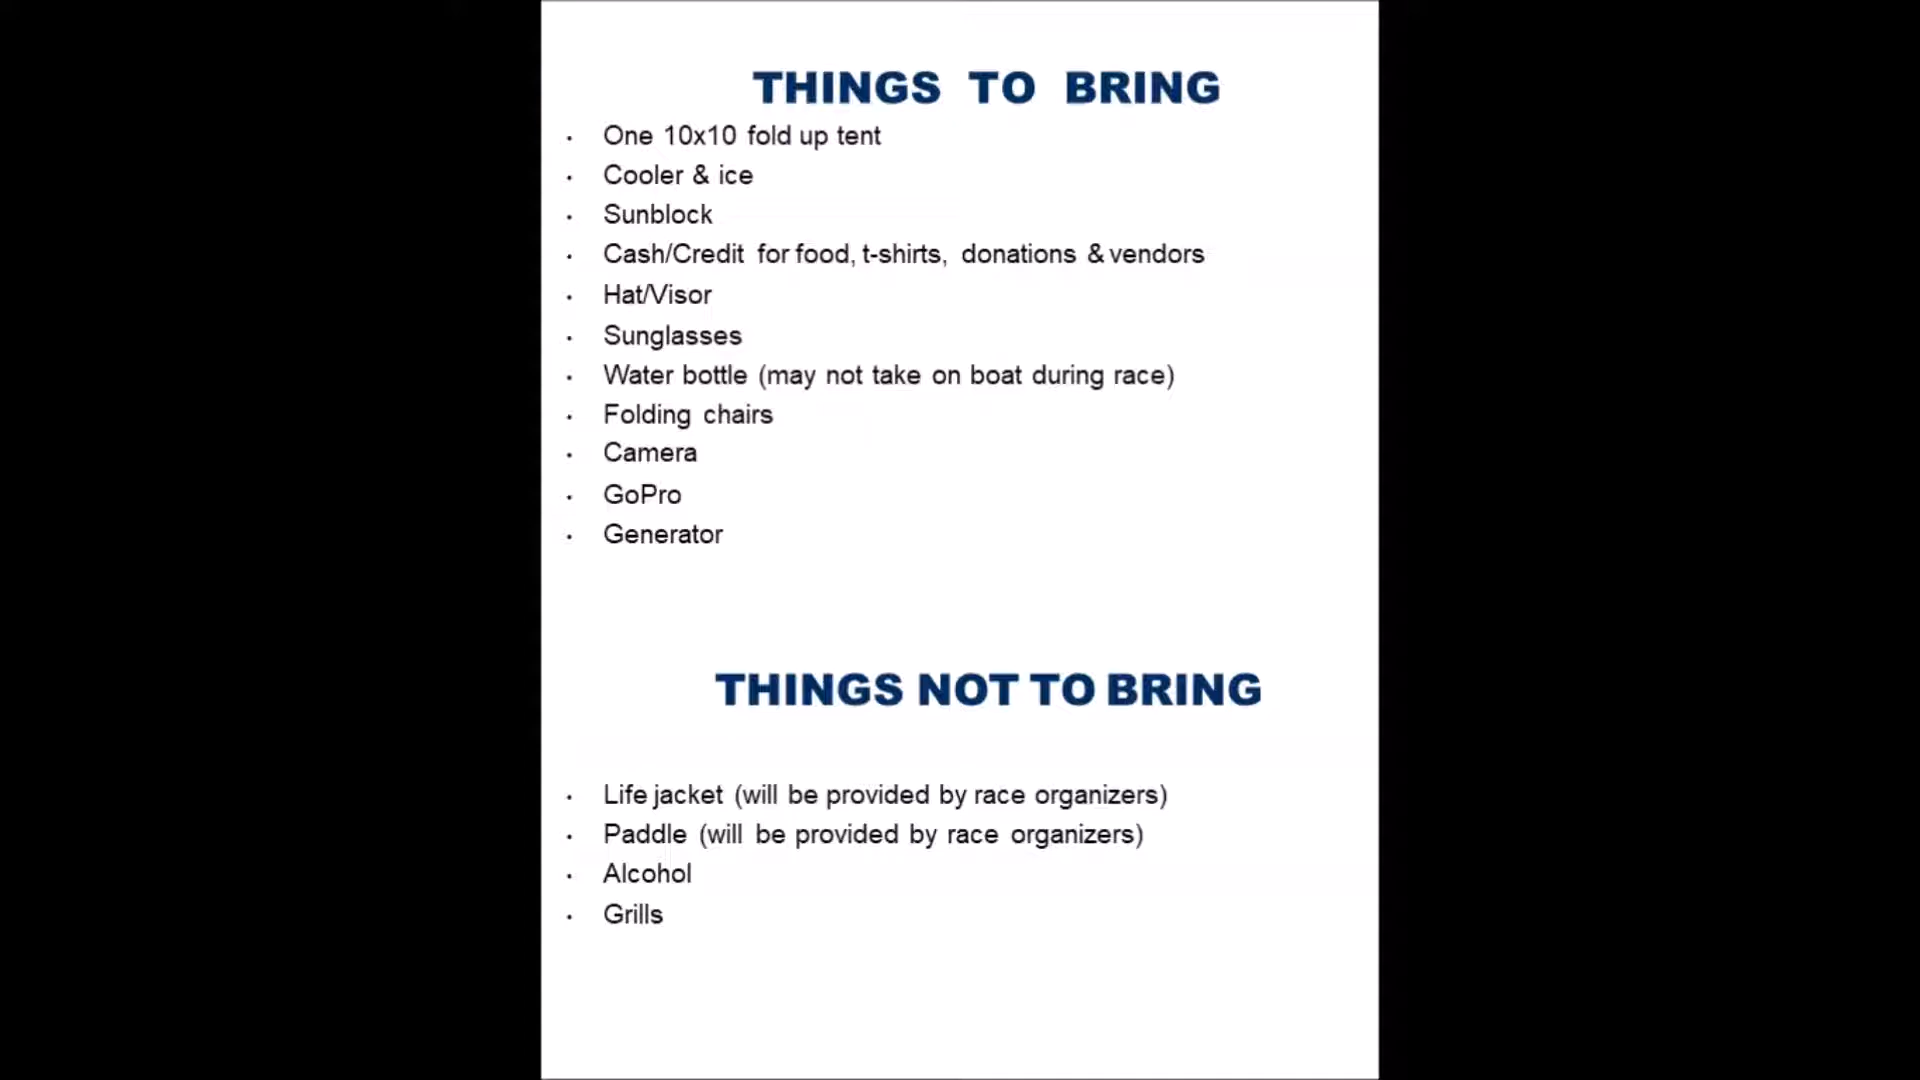 THINGS TO BRING
• One 10x10 fold up tent
• Cooler & ice
• Sunblock
• Cash/Credit for food, t-shirts, donations & vendors
• Hat/Visor
• Sunglasses
• Water bottle (may not take on boat during race)
• Folding chairs
• Camera
• GoPro
• Generator
THINGS NOT TO BRING
• Life jacket (will be provided by race organizers)
• Paddle (will be provided by race organizers)
• Alcohol
• Grills